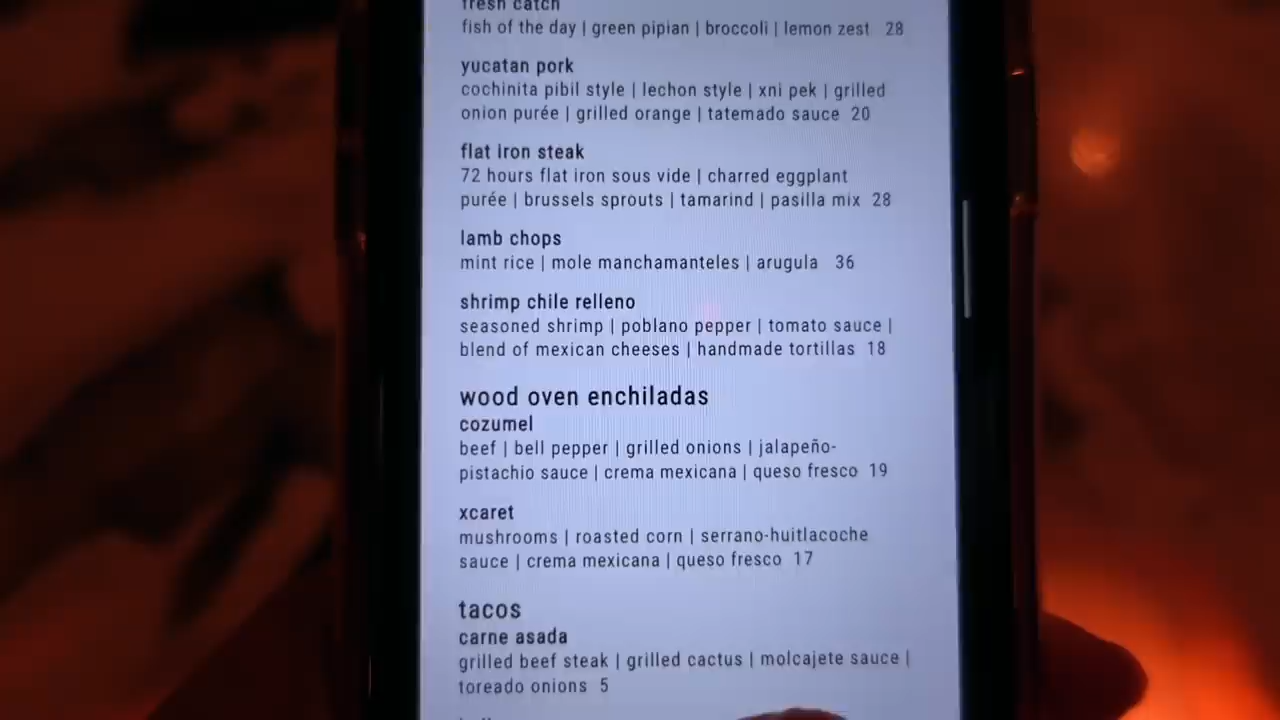 fresh catch
fish of the day | green pipian | broccoli | lemon zest 28
yucatan pork
cochinita pibil style | lechon style | xni pek | grilled
onion purée | grilled orange | tatemado sauce 20
flat iron steak
72 hours flat iron sous vide | charred eggplant
purée | brussels sprouts | tamarind | pasilla mix 28
lamb chops
mint rice | mole manchamanteles | arugula 36
shrimp chile relleno
seasoned shrimp | poblano pepper | tomato sauce |
blend of mexican cheeses | handmade tortillas 18
wood oven enchiladas
cozumel
beef | bell pepper | grilled onions | jalapeño-
pistachio sauce | crema mexicana | queso fresco 19
xcaret
mushrooms | roasted corn | serrano-huitlacoche
sauce | crema mexicana | queso fresco 17
tacos
carne asada
grilled beef steak | grilled cactus | molcajete sauce |
toreado onions 5